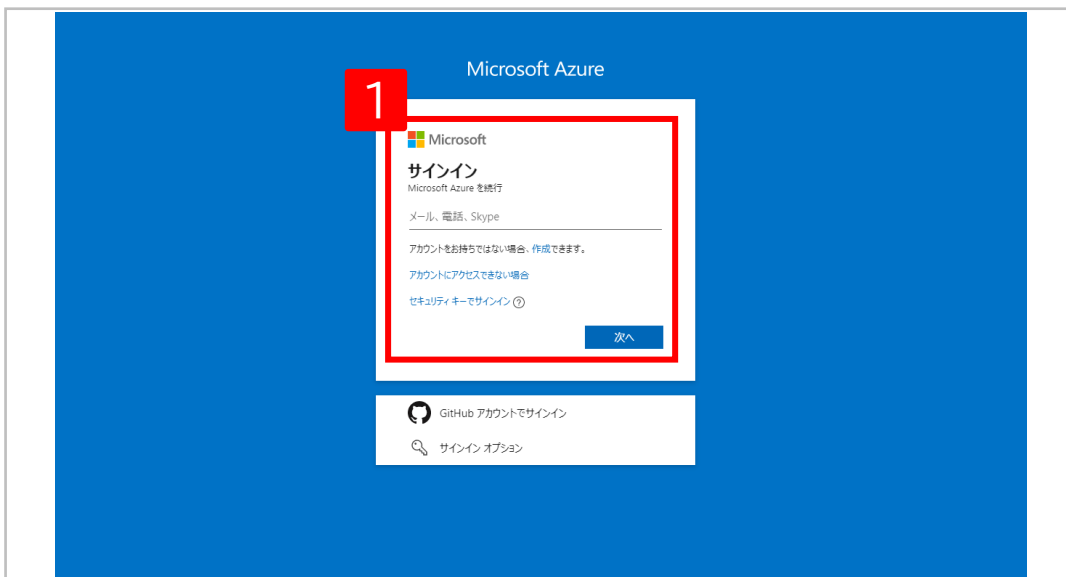 Microsoft Azure
1
Microsoft
サインイン
Microsoft Azure を続行
メール、電話、Skype
アカウントをお持ちではない場合、作成できます。
アカウントにアクセスできない場合
セキュリティ キーでサインイン ?
次へ
GitHub アカウントでサインイン
サインイン オプション